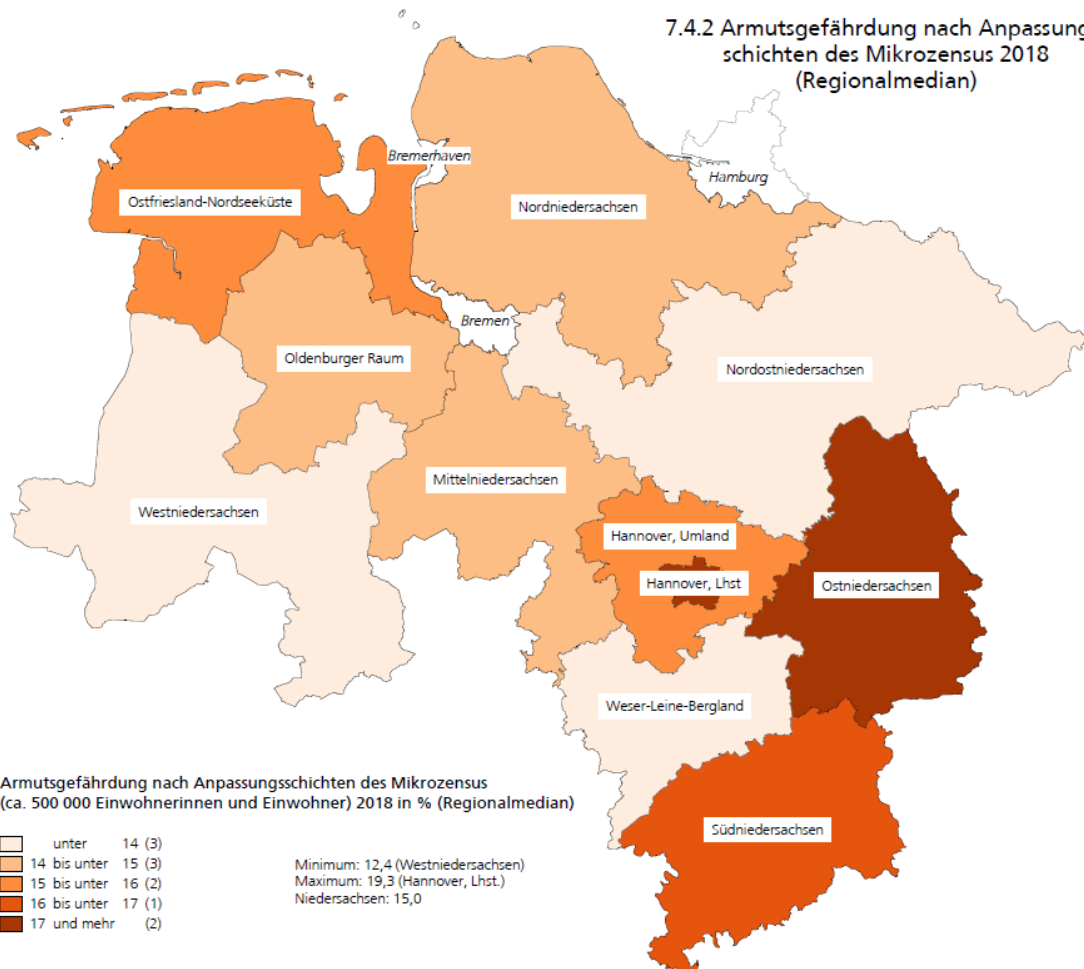 7.4.2 Armutsgefährdung nach Anpassung
schichten des Mikrozensus 2018
(Regionalmedian)
Bremerhaven
Hamburg
Ostfriesland-Nordseeküste
Nordniedersachsen
Bremen
Oldenburger Raum
Nordostniedersachsen
Mittelniedersachsen
Westniedersachsen
Hannover, Umland
Hannover, Lhst
Ostniedersachsen
Weser-Leine-Bergland
Südniedersachsen
Armutsgefährdung nach Anpassungsschichten des Mikrozensus
(ca. 500 000 Einwohnerinnen und Einwohner) 2018 in % (Regionalmedian)
unter 14 (3)
14 bis unter 15 (3)
15 bis unter 16 (2)
16 bis unter 17 (1)
17 und mehr (2)
Minimum: 12,4 (Westniedersachsen)
Maximum: 19,3 (Hannover, Lhst.)
Niedersachsen: 15,0